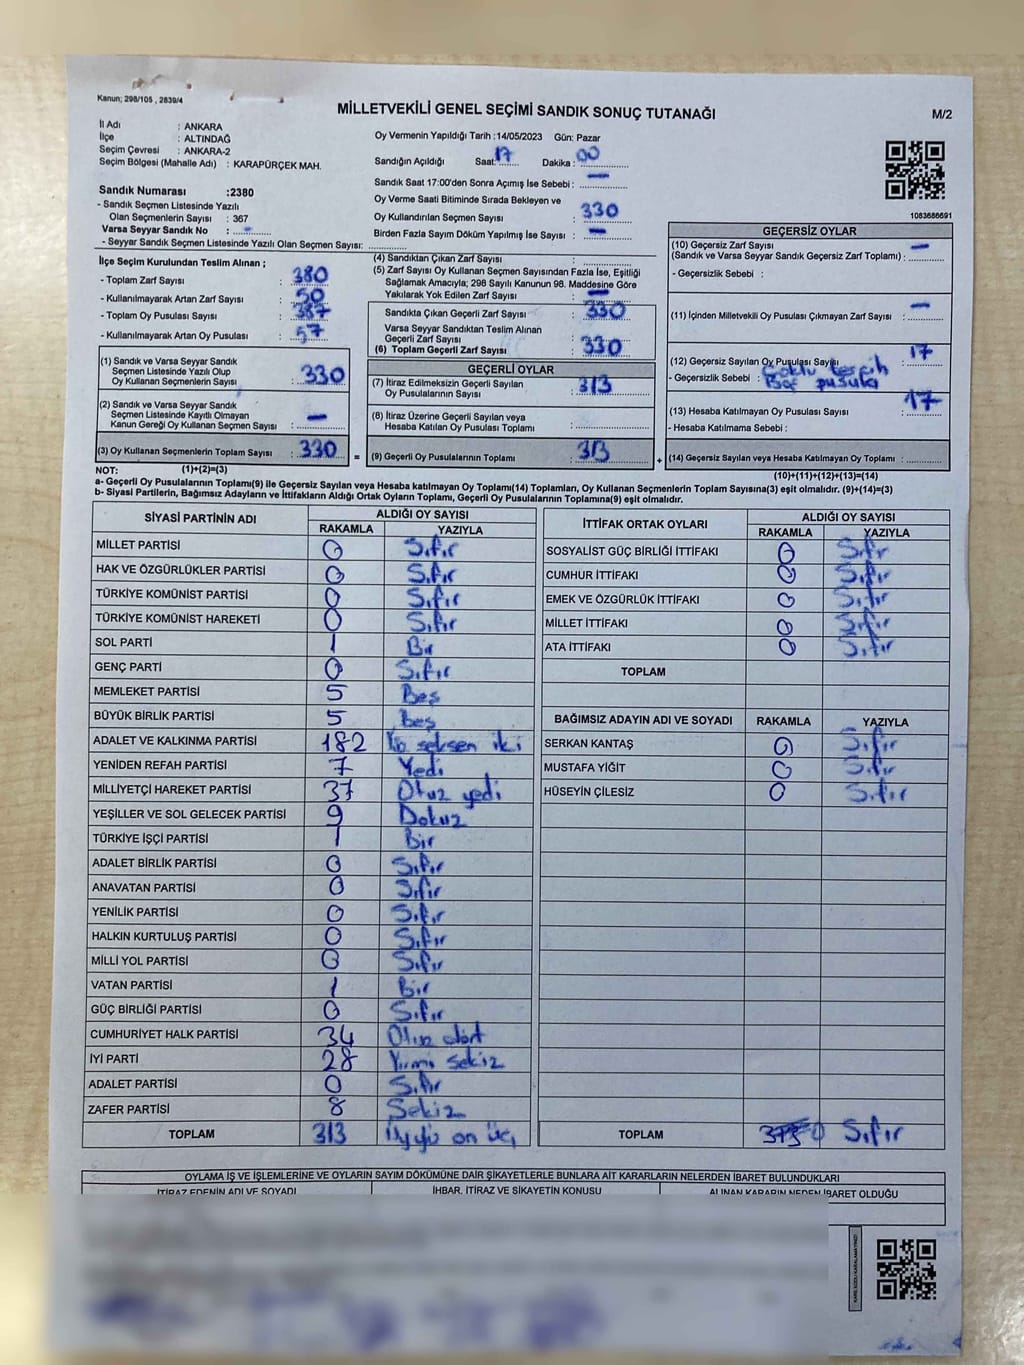 Kanun; 298/105 , 2839/4
MİLLETVEKİLİ GENEL SEÇİMİ SANDIK SONUÇ TUTANAĞI
M/2
İl Adı : ANKARA
İlçe : ALTINDAĞ
Seçim Çevresi : ANKARA-2
Seçim Bölgesi (Mahalle Adı) : KARAPÜRÇEK MAH.
Sandık Numarası :2380
- Sandık Seçmen Listesinde Yazılı
Olan Seçmenlerin Sayısı : 367
Varsa Seyyar Sandık No : -
- Seyyar Sandık Seçmen Listesinde Yazılı Olan Seçmen Sayısı:
Oy Vermenin Yapıldığı Tarih :14/05/2023 Gün: Pazar
Sandığın Açıldığı Saat: 17 Dakika : 00
Sandık Saat 17:00'den Sonra Açımış İse Sebebi : -
Oy Verme Saati Bitiminde Sırada Bekleyen ve
Oy Kullandırılan Seçmen Sayısı : 330
Birden Fazla Sayım Döküm Yapılmış İse Sayısı : -
1083686691
İlçe Seçim Kurulundan Teslim Alınan ;
- Toplam Zarf Sayısı : 380
- Kullanılmayarak Artan Zarf Sayısı : 50
- Toplam Oy Pusulası Sayısı : 387
- Kullanılmayarak Artan Oy Pusulası : 57
(4) Sandıktan Çıkan Zarf Sayısı :
(5) Zarf Sayısı Oy Kullanan Seçmen Sayısından Fazla İse, Eşitliği
Sağlamak Amacıyla; 298 Sayılı Kanunun 98. Maddesine Göre
Yakılarak Yok Edilen Zarf Sayısı : -
Sandıkta Çıkan Geçerli Zarf Sayısı : 330
Varsa Seyyar Sandıktan Teslim Alınan
Geçerli Zarf Sayısı :
(6) Toplam Geçerli Zarf Sayısı : 330
GEÇERSİZ OYLAR
(10) Geçersiz Zarf Sayısı -
(Sandık ve Varsa Seyyar Sandık Geçersiz Zarf Toplamı) :
- Geçersizlik Sebebi :
(11) İçinden Milletvekili Oy Pusulası Çıkmayan Zarf Sayısı : -
(12) Geçersiz Sayılan Oy Pusulası Sayısı : 17
- Geçersizlik Sebebi : Çoklu tercih
Boş pusula
(13) Hesaba Katılmayan Oy Pusulası Sayısı : 17
- Hesaba Katılmama Sebebi :
(14) Geçersiz Sayılan veya Hesaba Katılmayan Oy Toplamı :
(10)+(11)+(12)+(13)=(14)
(1) Sandık ve Varsa Seyyar Sandık
Seçmen Listesinde Yazılı Olup
Oy Kullanan Seçmenlerin Sayısı : 330
(2) Sandık ve Varsa Seyyar Sandık
Seçmen Listesinde Kayıtlı Olmayan
Kanun Gereği Oy Kullanan Seçmen Sayısı : -
(3) Oy Kullanan Seçmenlerin Toplam Sayısı : 330 =
GEÇERLİ OYLAR
(7) İtiraz Edilmeksizin Geçerli Sayılan
Oy Pusulalarının Sayısı : 313
(8) İtiraz Üzerine Geçerli Sayılan veya
Hesaba Katılan Oy Pusulası Toplamı :
(9) Geçerli Oy Pusulalarının Toplamı : 313 +
NOT: (1)+(2)=(3)
a- Geçerli Oy Pusulalarının Toplamı(9) ile Geçersiz Sayılan veya Hesaba katılmayan Oy Toplamı(14) Toplamları, Oy Kullanan Seçmenlerin Toplam Sayısına(3) eşit olmalıdır. (9)+(14)=(3)
b- Siyasi Partilerin, Bağımsız Adayların ve İttifakların Aldığı Ortak Oyların Toplamı, Geçerli Oy Pusulalarının Toplamına(9) eşit olmalıdır.
SİYASİ PARTİNİN ADI ALDIĞI OY SAYISI
RAKAMLA YAZIYLA
MİLLET PARTİSİ 0 Sıfır
HAK VE ÖZGÜRLÜKLER PARTİSİ 0 Sıfır
TÜRKİYE KOMÜNİST PARTİSİ 0 Sıfır
TÜRKİYE KOMÜNİST HAREKETİ 0 Sıfır
SOL PARTİ 1 Bir
GENÇ PARTİ 0 Sıfır
MEMLEKET PARTİSİ 5 Beş
BÜYÜK BİRLİK PARTİSİ 5 Beş
ADALET VE KALKINMA PARTİSİ 182 Yüz seksen iki
YENİDEN REFAH PARTİSİ 7 Yedi
MİLLİYETÇİ HAREKET PARTİSİ 37 Otuz yedi
YEŞİLLER VE SOL GELECEK PARTİSİ 9 Dokuz
TÜRKİYE İŞÇİ PARTİSİ 1 Bir
ADALET BİRLİK PARTİSİ 0 Sıfır
ANAVATAN PARTİSİ 0 Sıfır
YENİLİK PARTİSİ 0 Sıfır
HALKIN KURTULUŞ PARTİSİ 0 Sıfır
MİLLİ YOL PARTİSİ 0 Sıfır
VATAN PARTİSİ 1 Bir
GÜÇ BİRLİĞİ PARTİSİ 0 Sıfır
CUMHURİYET HALK PARTİSİ 34 Otuz dört
İYİ PARTİ 28 Yirmi sekiz
ADALET PARTİSİ 0 Sıfır
ZAFER PARTİSİ 8 Sekiz
TOPLAM 313 Üçyüz on üç
İTTİFAK ORTAK OYLARI ALDIĞI OY SAYISI
RAKAMLA YAZIYLA
SOSYALİST GÜÇ BİRLİĞİ İTTİFAKI 0 Sıfır
CUMHUR İTTİFAKI 0 Sıfır
EMEK VE ÖZGÜRLÜK İTTİFAKI 0 Sıfır
MİLLET İTTİFAKI 0 Sıfır
ATA İTTİFAKI 0 Sıfır
TOPLAM
BAĞIMSIZ ADAYIN ADI VE SOYADI RAKAMLA YAZIYLA
SERKAN KANTAŞ 0 Sıfır
MUSTAFA YİĞİT 0 Sıfır
HÜSEYİN ÇİLESİZ 0 Sıfır
TOPLAM 0 Sıfır
OYLAMA İŞ VE İŞLEMLERİNE VE OYLARIN SAYIM DÖKÜMÜNE DAİR ŞİKAYETLERLE BUNLARA AİT KARARLARIN NELERDEN İBARET BULUNDUKLARI
İTİRAZ EDENİN ADI VE SOYADI İHBAR, İTİRAZ VE ŞİKAYETİN KONUSU ALINAN KARARIN NEDEN İBARET OLDUĞU